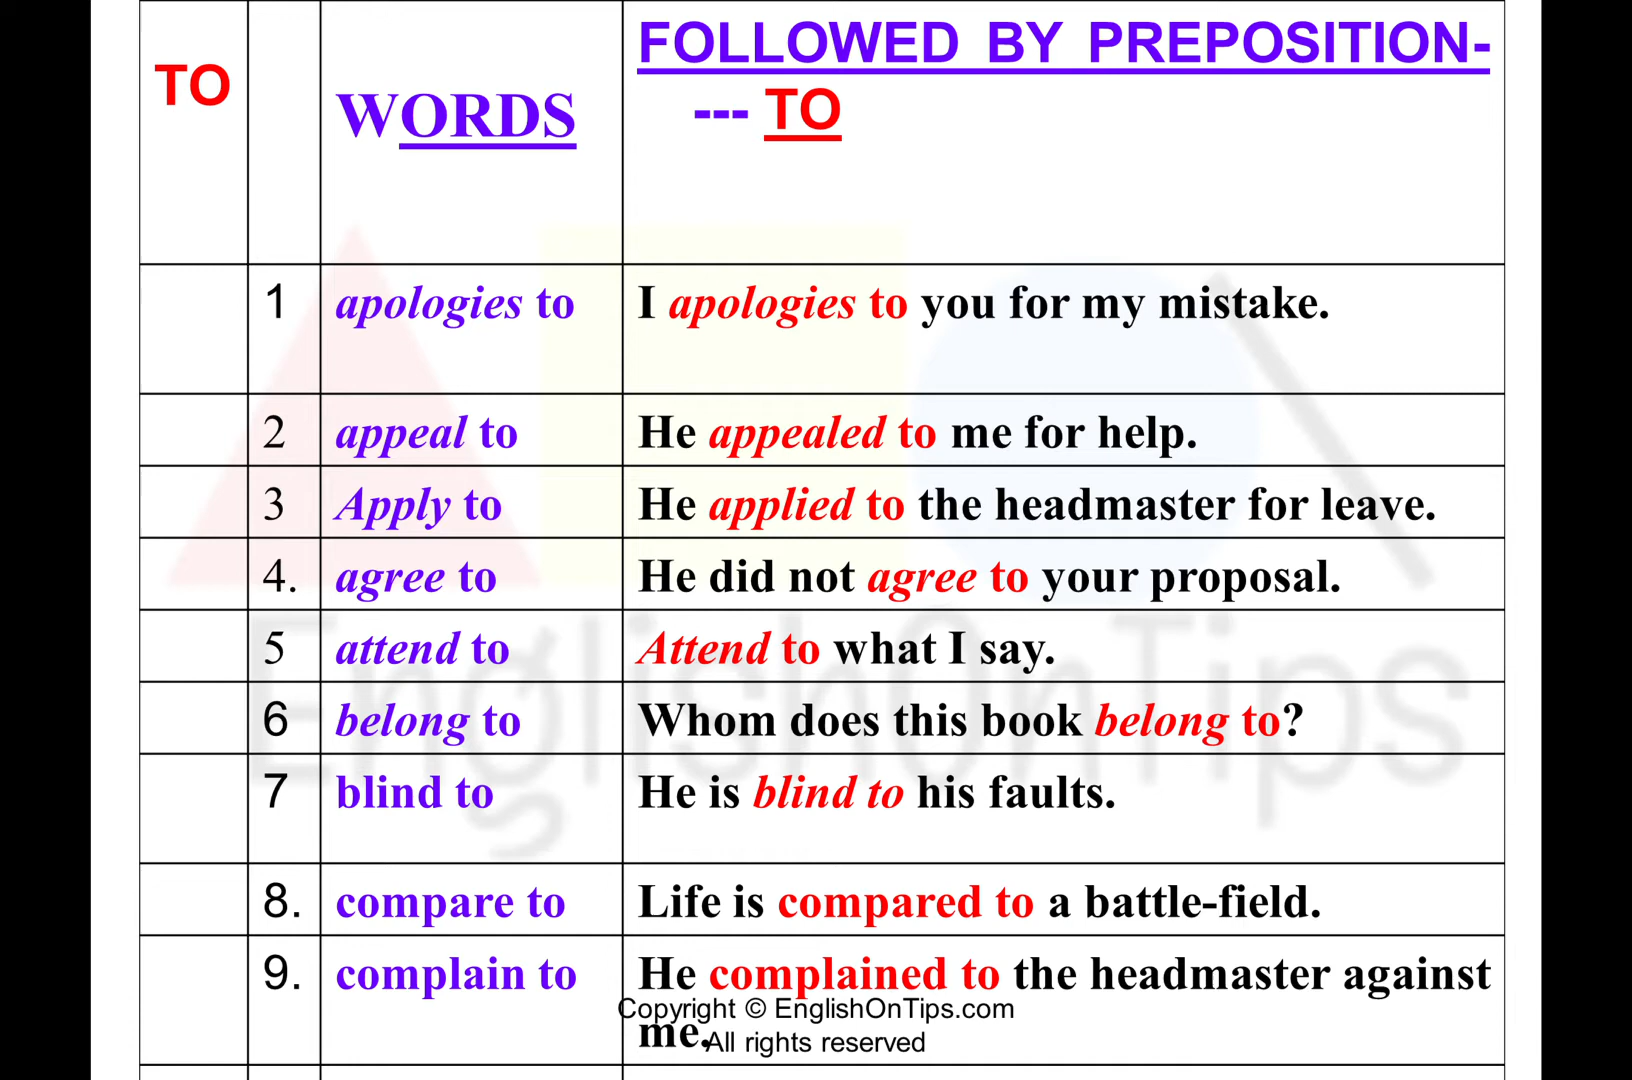 TO
WORDS
FOLLOWED BY PREPOSITION-
--- TO
1 apologies to I apologies to you for my mistake.
2 appeal to He appealed to me for help.
3 Apply to He applied to the headmaster for leave.
4. agree to He did not agree to your proposal.
5 attend to Attend to what I say.
6 belong to Whom does this book belong to?
7 blind to He is blind to his faults.
8. compare to Life is compared to a battle-field.
9. complain to He complained to the headmaster against
me.
Copyright © EnglishOnTips.com
All rights reserved
EnglishOnTips